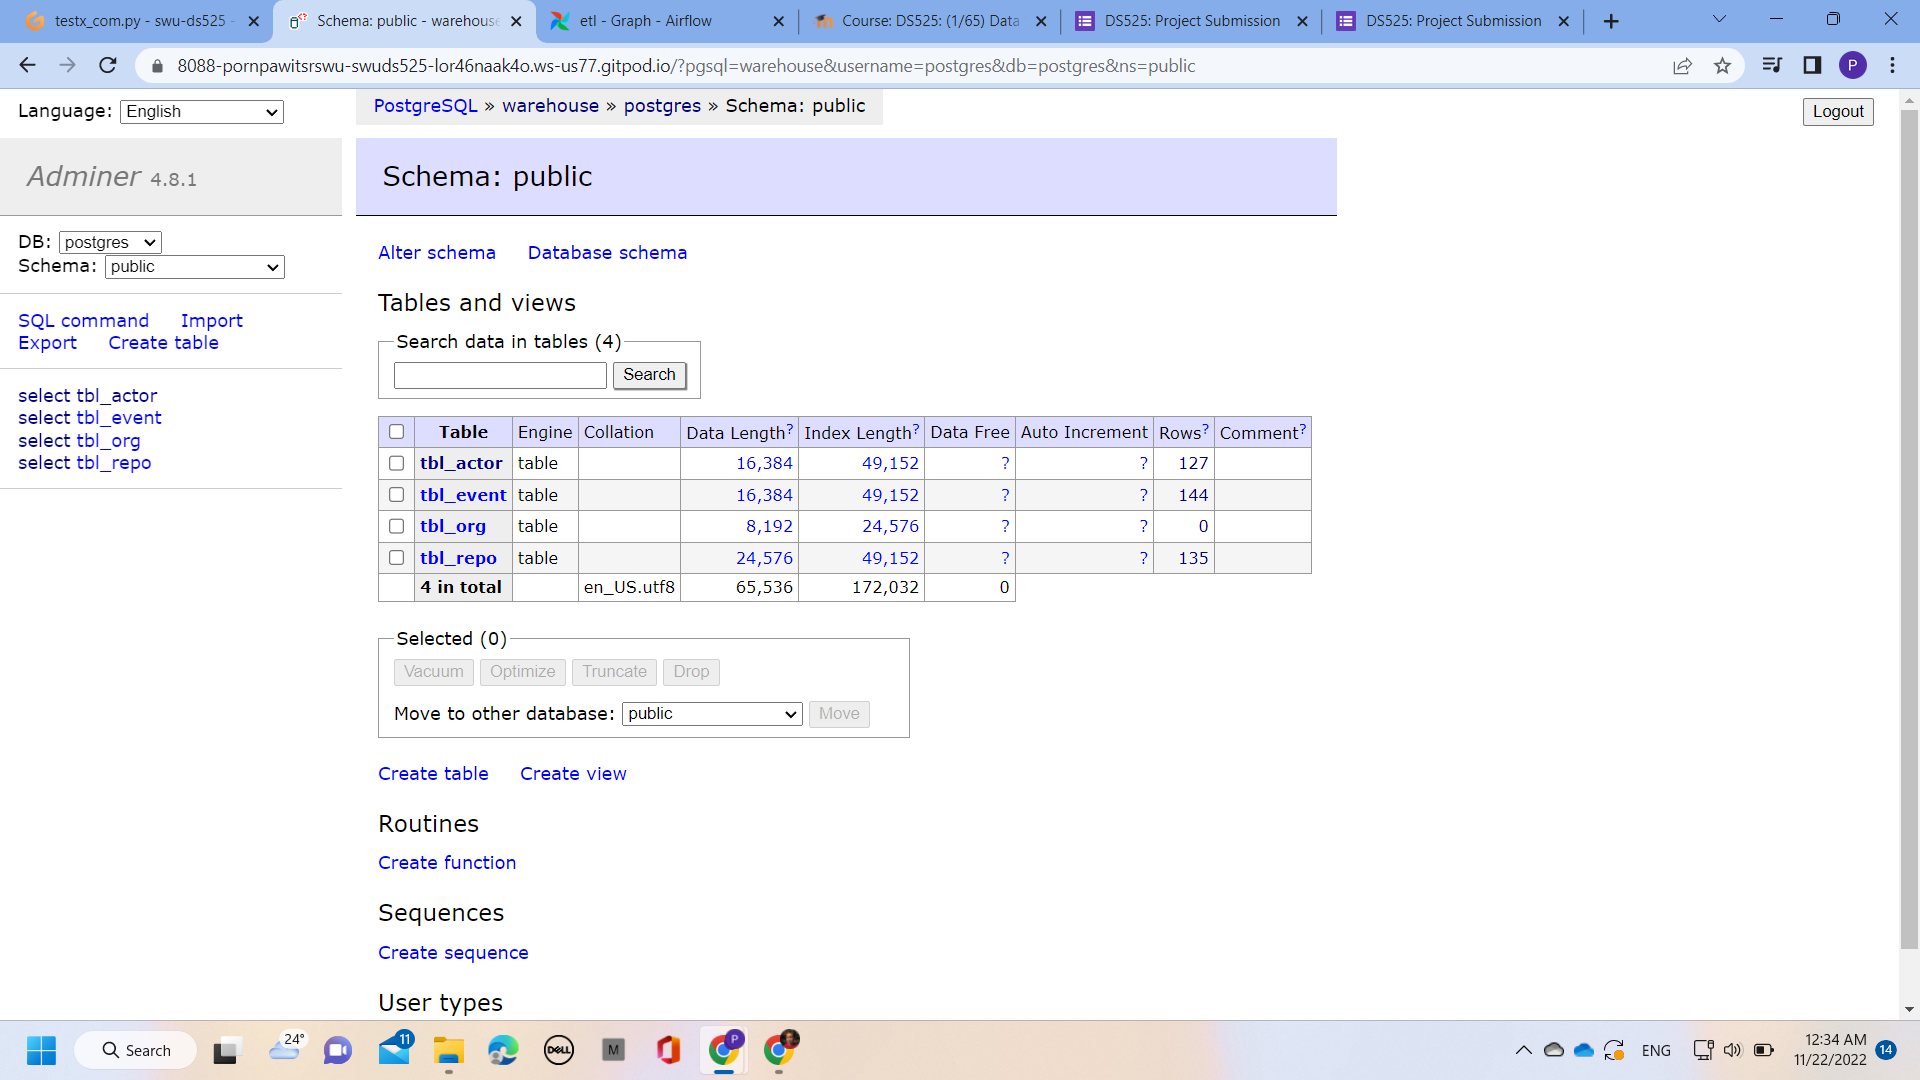 testx_com.py - swu-ds525 -
Schema: public - warehouse
etl - Graph - Airflow
Course: DS525: (1/65) Data
DS525: Project Submission
DS525: Project Submission
8088-pornpawitsrswu-swuds525-lor46naak4o.ws-us77.gitpod.io/?pgsql=warehouse&username=postgres&db=postgres&ns=public
P
Language: English
PostgreSQL » warehouse » postgres » Schema: public
Logout
Adminer 4.8.1
Schema: public
DB: postgres
Schema: public
SQL command Import
Export Create table
select tbl_actor
select tbl_event
select tbl_org
select tbl_repo
Alter schema Database schema
Tables and views
Search data in tables (4)
Search
Table Engine Collation Data Length? Index Length? Data Free Auto Increment Rows? Comment?
tbl_actor table 16,384 49,152 ? ? 127
tbl_event table 16,384 49,152 ? ? 144
tbl_org table 8,192 24,576 ? ? 0
tbl_repo table 24,576 49,152 ? ? 135
4 in total en_US.utf8 65,536 172,032 0
Selected (0)
Vacuum Optimize Truncate Drop
Move to other database: public Move
Create table Create view
Routines
Create function
Sequences
Create sequence
User types
Search
24°
11
DELL
M
P
ENG
12:34 AM
11/22/2022
14